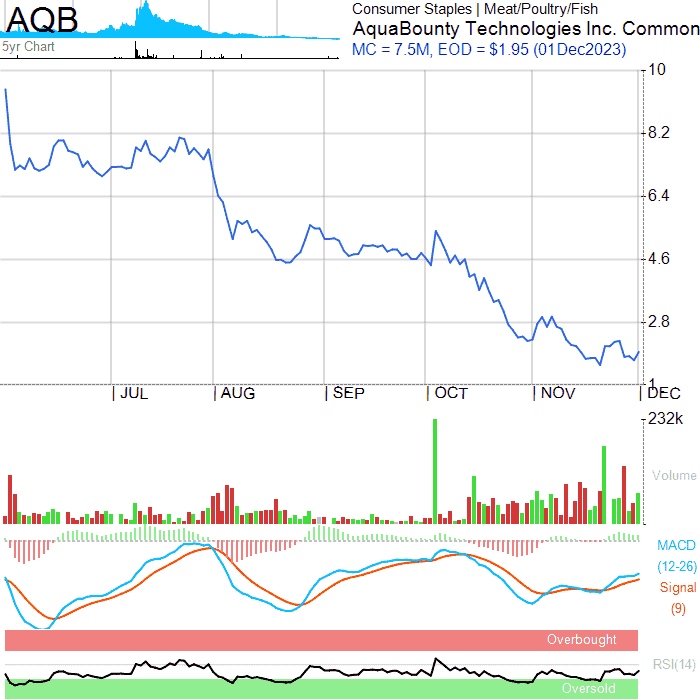 AQB
5yr Chart
Consumer Staples | Meat/Poultry/Fish
AquaBounty Technologies Inc. Common
MC = 7.5M, EOD = $1.95 (01Dec2023)
10
8.2
6.4
4.6
2.8
1
| JUL | AUG | SEP | OCT | NOV | DEC
232k
Volume
MACD
(12-26)
Signal
(9)
Overbought
RSI(14)
Oversold